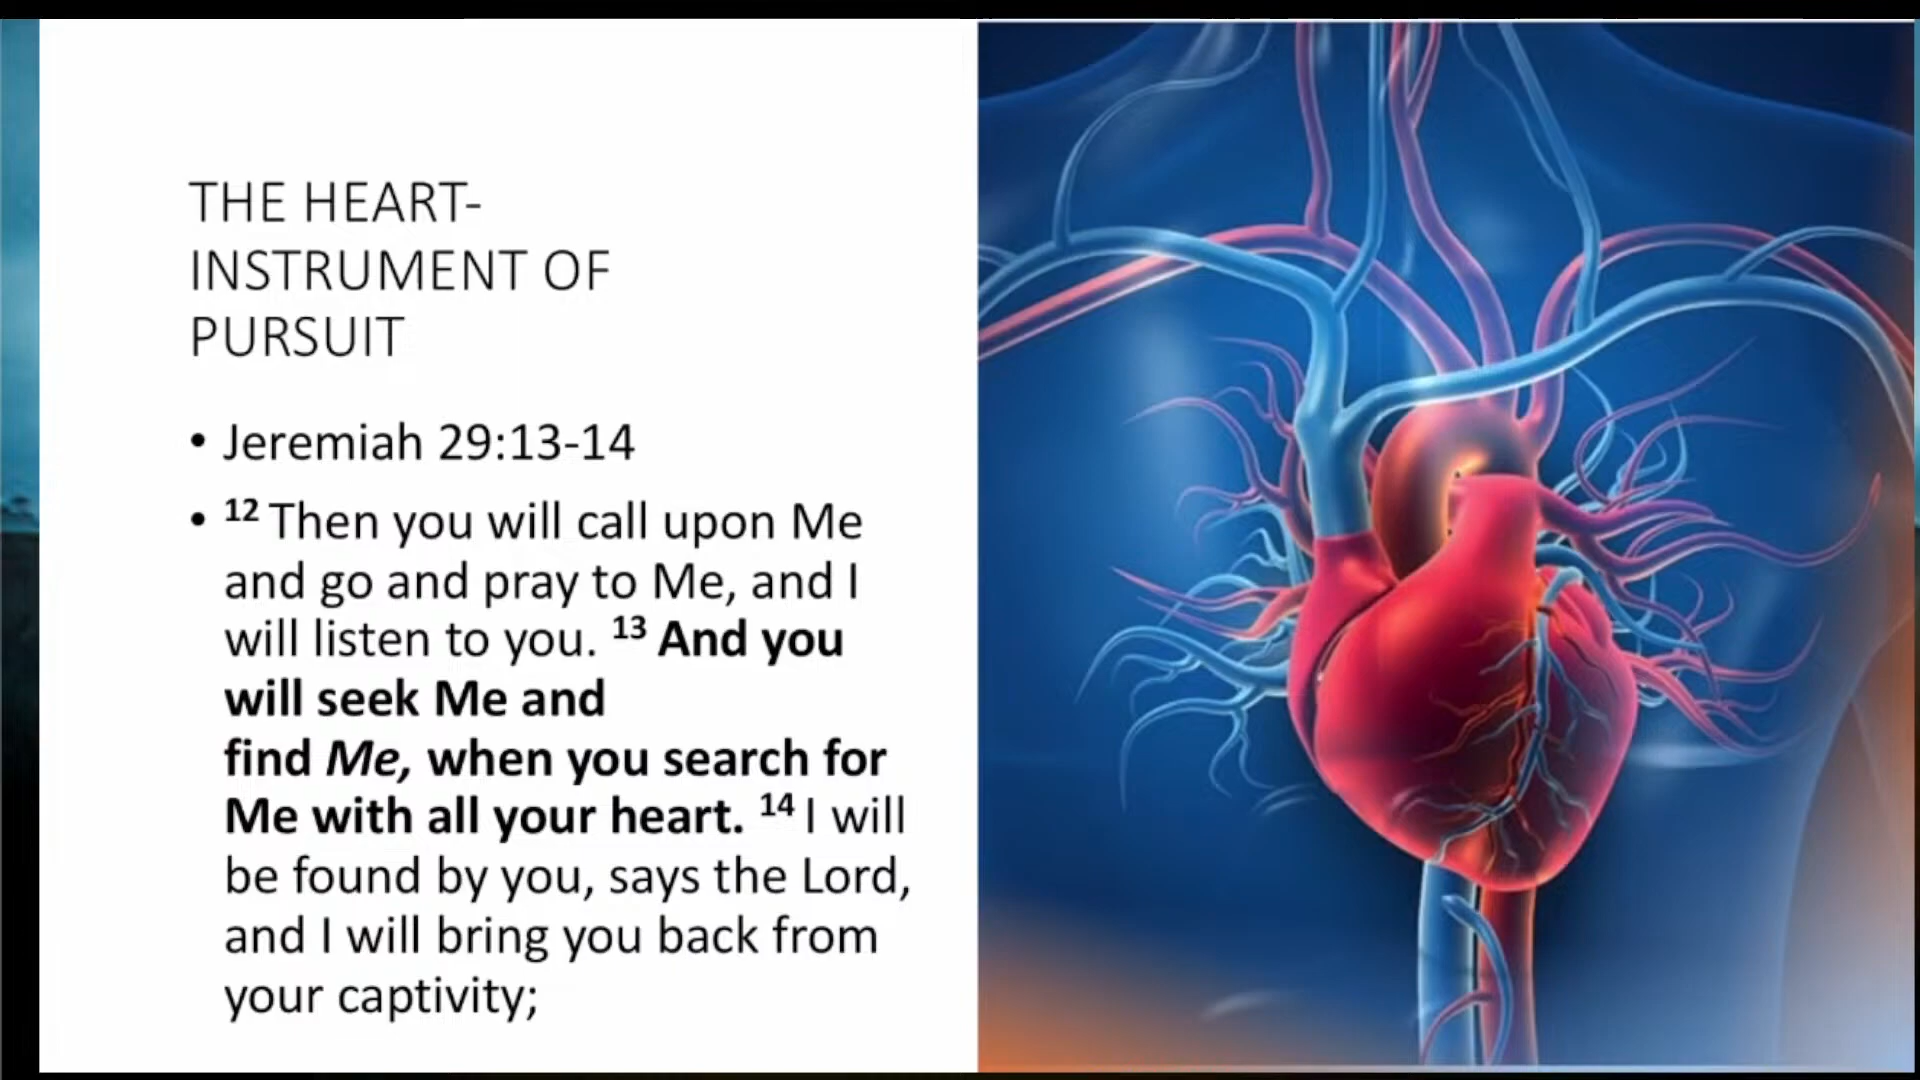 THE HEART-
INSTRUMENT OF
PURSUIT
• Jeremiah 29:13-14
• 12 Then you will call upon Me
and go and pray to Me, and I
will listen to you. 13 And you
will seek Me and
find Me, when you search for
Me with all your heart. 14 I will
be found by you, says the Lord,
and I will bring you back from
your captivity;